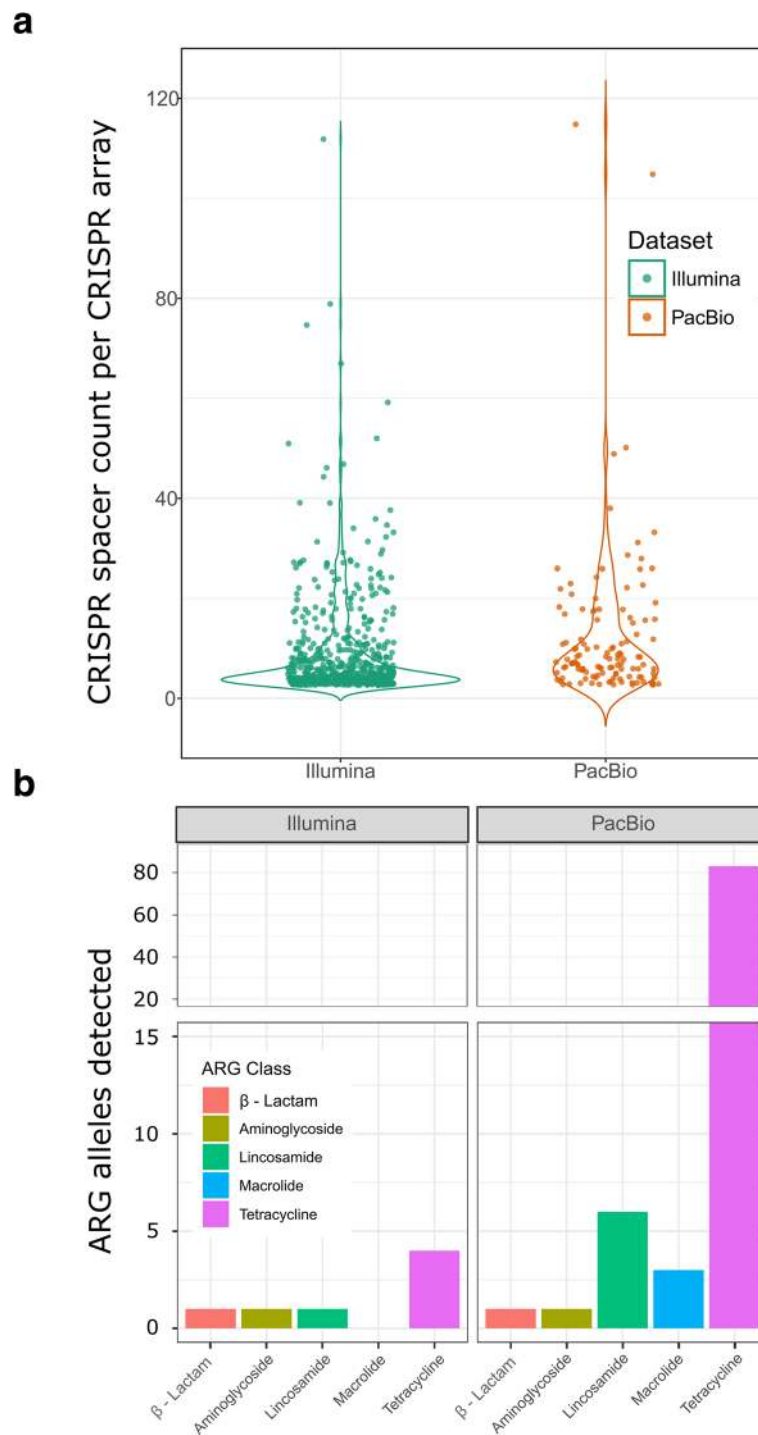 a
CRISPR spacer count per CRISPR array
120
80
40
0
Dataset
Illumina
PacBio
Illumina
PacBio
b
Illumina
PacBio
ARG alleles detected
80
60
40
20
15
10
5
0
ARG Class
β - Lactam
Aminoglycoside
Lincosamide
Macrolide
Tetracycline
β - Lactam
Aminoglycoside
Lincosamide
Macrolide
Tetracycline
β - Lactam
Aminoglycoside
Lincosamide
Macrolide
Tetracycline